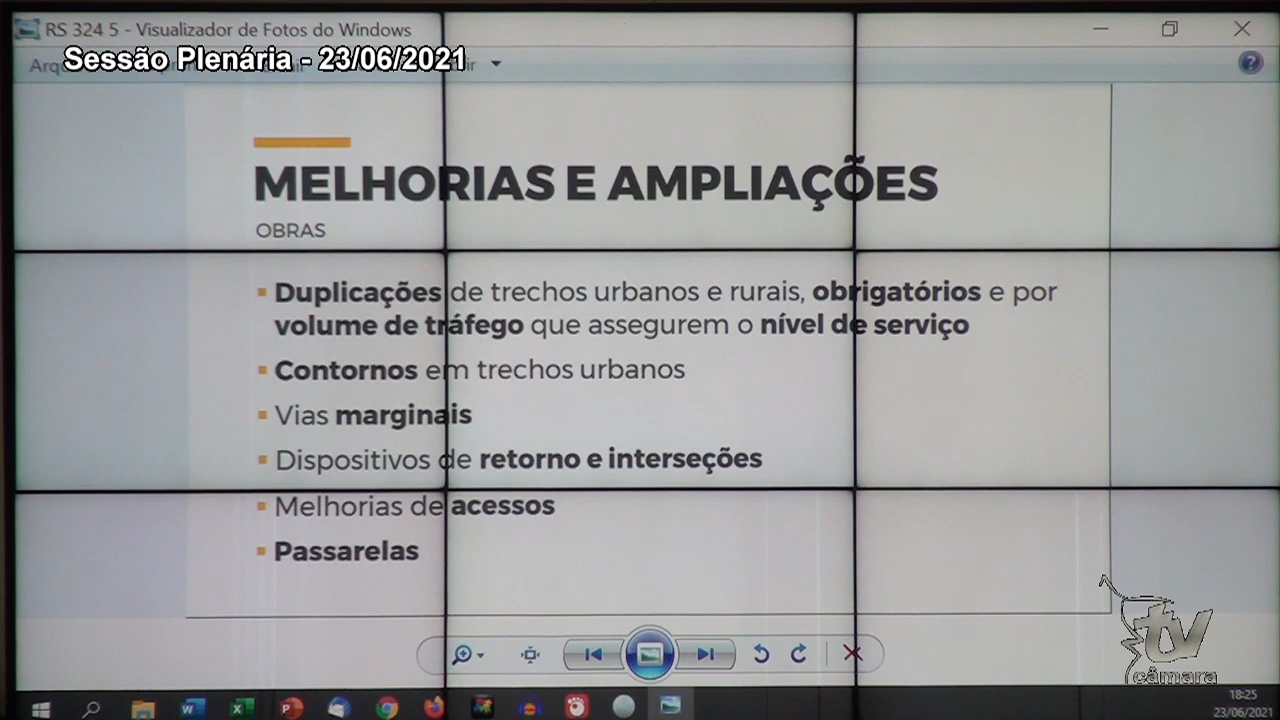 RS 324 5 - Visualizador de Fotos do Windows
Sessão Plenária - 23/06/2021
MELHORIAS E AMPLIAÇÕES
OBRAS
Duplicações de trechos urbanos e rurais, obrigatórios e por
volume de tráfego que assegurem o nível de serviço
Contornos em trechos urbanos
Vias marginais
Dispositivos de retorno e interseções
Melhorias de acessos
Passarelas
tv
câmara
18:25
23/06/2021